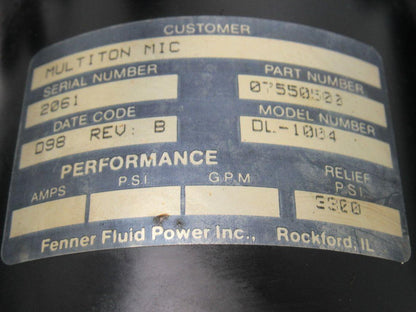 CUSTOMER
MULTITON MIC
SERIAL NUMBER PART NUMBER
2061 07550500
DATE CODE MODEL NUMBER
D98 REV: B DL-1004
PERFORMANCE
AMPS P.S.I. G.P.M. RELIEF P.S.I.
3300
Fenner Fluid Power Inc., Rockford, IL